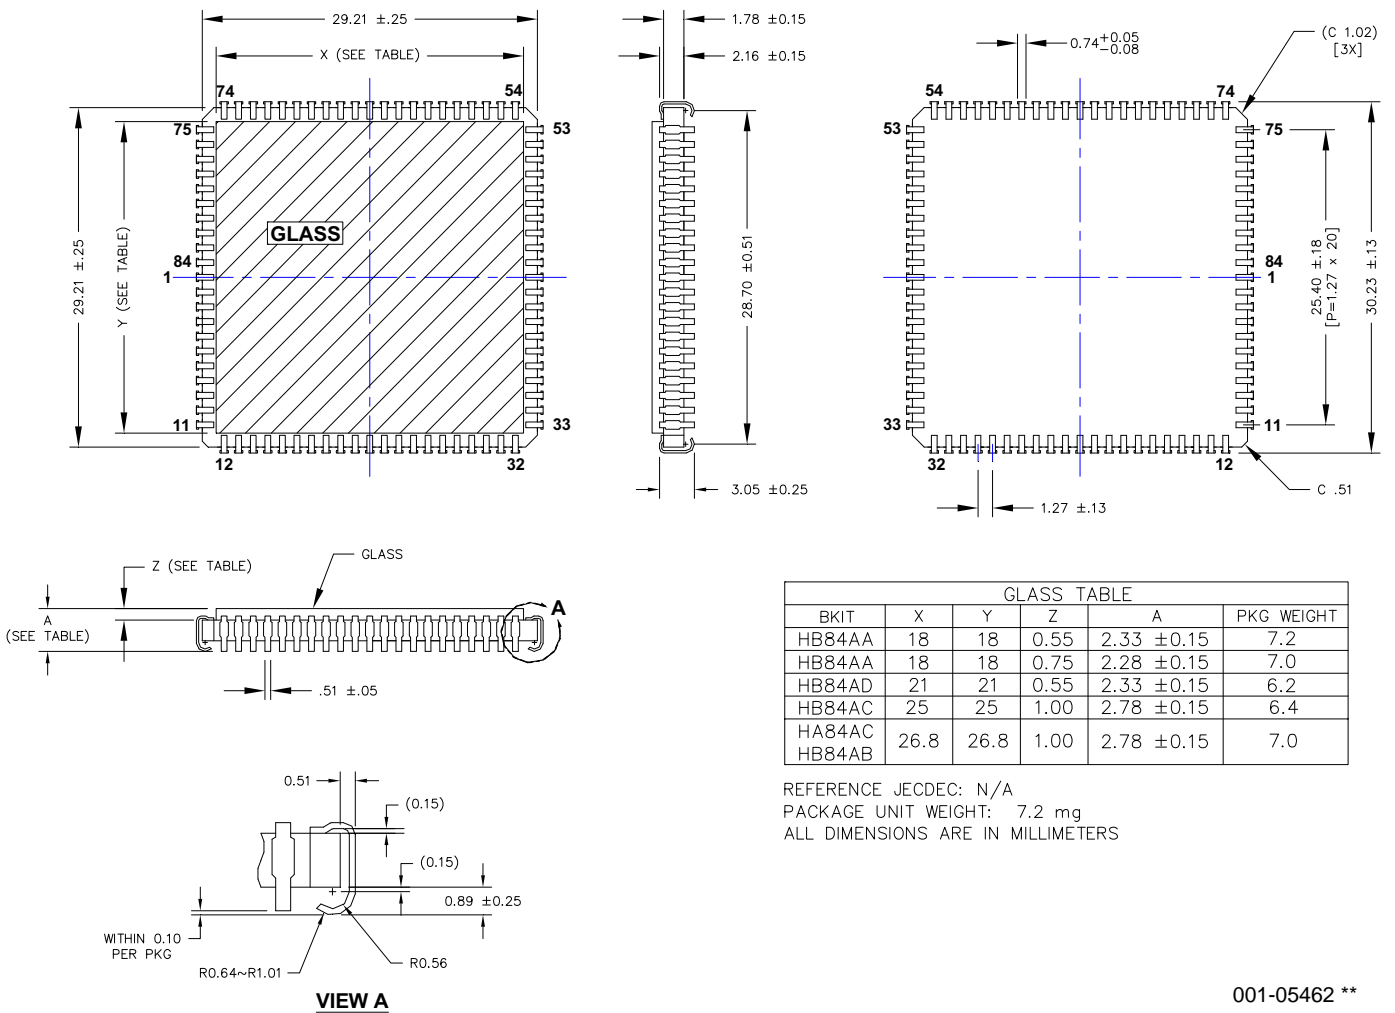 29.21 ±.25
X (SEE TABLE)
74
54
75
53
29.21 ±.25
Y (SEE TABLE)
GLASS
84
1
11
33
12
32
1.78 ±0.15
2.16 ±0.15
28.70 ±0.51
3.05 ±0.25
0.74 +0.05 -0.08
(C 1.02)
[3X]
54
74
53
75
84
1
25.40 ±.18
[P=1.27 x 20]
30.23 ±.13
33
11
32
12
C .51
1.27 ±.13
Z (SEE TABLE)
GLASS
A
(SEE TABLE)
A
.51 ±.05
GLASS TABLE
BKIT X Y Z A PKG WEIGHT
HB84AA 18 18 0.55 2.33 ±0.15 7.2
HB84AA 18 18 0.75 2.28 ±0.15 7.0
HB84AD 21 21 0.55 2.33 ±0.15 6.2
HB84AC 25 25 1.00 2.78 ±0.15 6.4
HA84AC
HB84AB 26.8 26.8 1.00 2.78 ±0.15 7.0
REFERENCE JECDEC: N/A
PACKAGE UNIT WEIGHT: 7.2 mg
ALL DIMENSIONS ARE IN MILLIMETERS
0.51
(0.15)
(0.15)
0.89 ±0.25
WITHIN 0.10
PER PKG
R0.64~R1.01
R0.56
VIEW A
001-05462 **